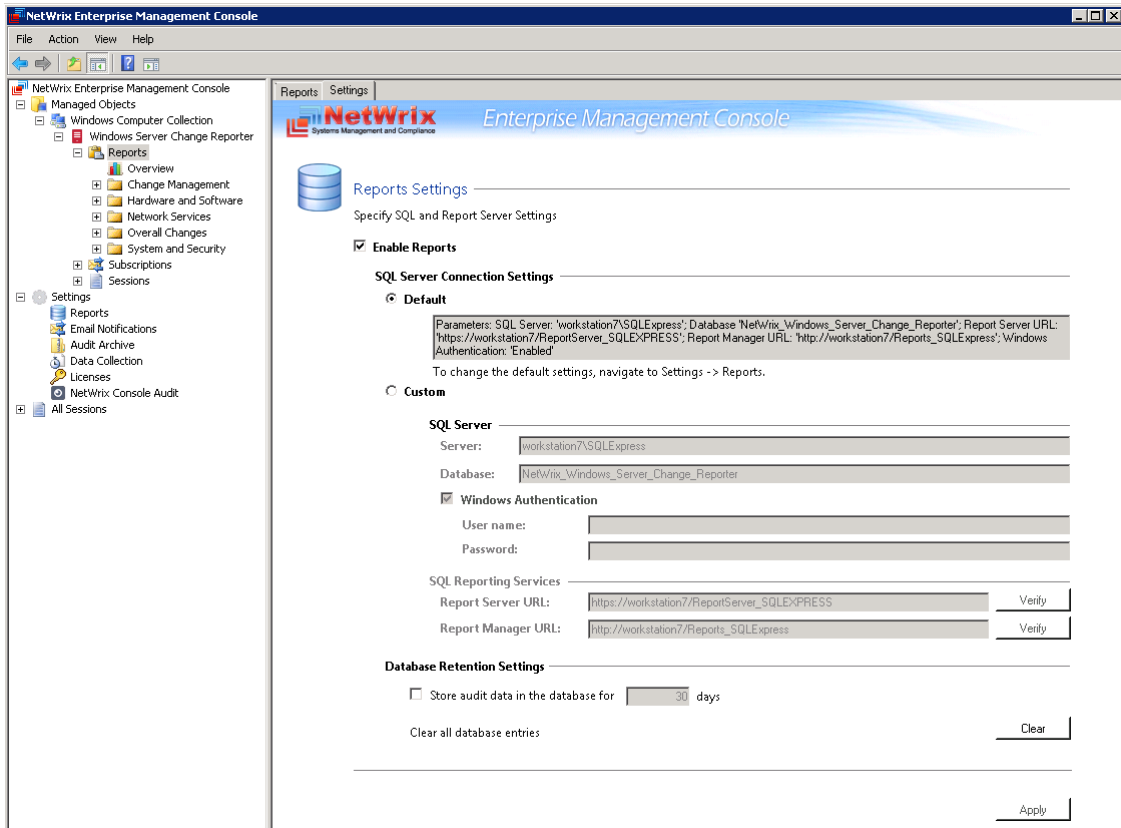 NetWrix Enterprise Management Console
File Action View Help
NetWrix Enterprise Management Console
Managed Objects
Windows Computer Collection
Windows Server Change Reporter
Reports
Overview
Change Management
Hardware and Software
Network Services
Overall Changes
System and Security
Subscriptions
Sessions
Settings
Reports
Email Notifications
Audit Archive
Data Collection
Licenses
NetWrix Console Audit
All Sessions
Reports Settings
NetWrix
Systems Management and Compliance
Enterprise Management Console
Reports Settings
Specify SQL and Report Server Settings
Enable Reports
SQL Server Connection Settings
Default
Parameters: SQL Server: 'workstation7\SQLExpress'; Database 'NetWrix_Windows_Server_Change_Reporter'; Report Server URL:
'https://workstation7/ReportServer_SQLEXPRESS'; Report Manager URL: 'http://workstation7/Reports_SQLExpress'; Windows
Authentication: 'Enabled'
To change the default settings, navigate to Settings -> Reports.
Custom
SQL Server
Server: workstation7\SQLExpress
Database: NetWrix_Windows_Server_Change_Reporter
Windows Authentication
User name:
Password:
SQL Reporting Services
Report Server URL: https://workstation7/ReportServer_SQLEXPRESS Verify
Report Manager URL: http://workstation7/Reports_SQLExpress Verify
Database Retention Settings
Store audit data in the database for 30 days
Clear all database entries Clear
Apply